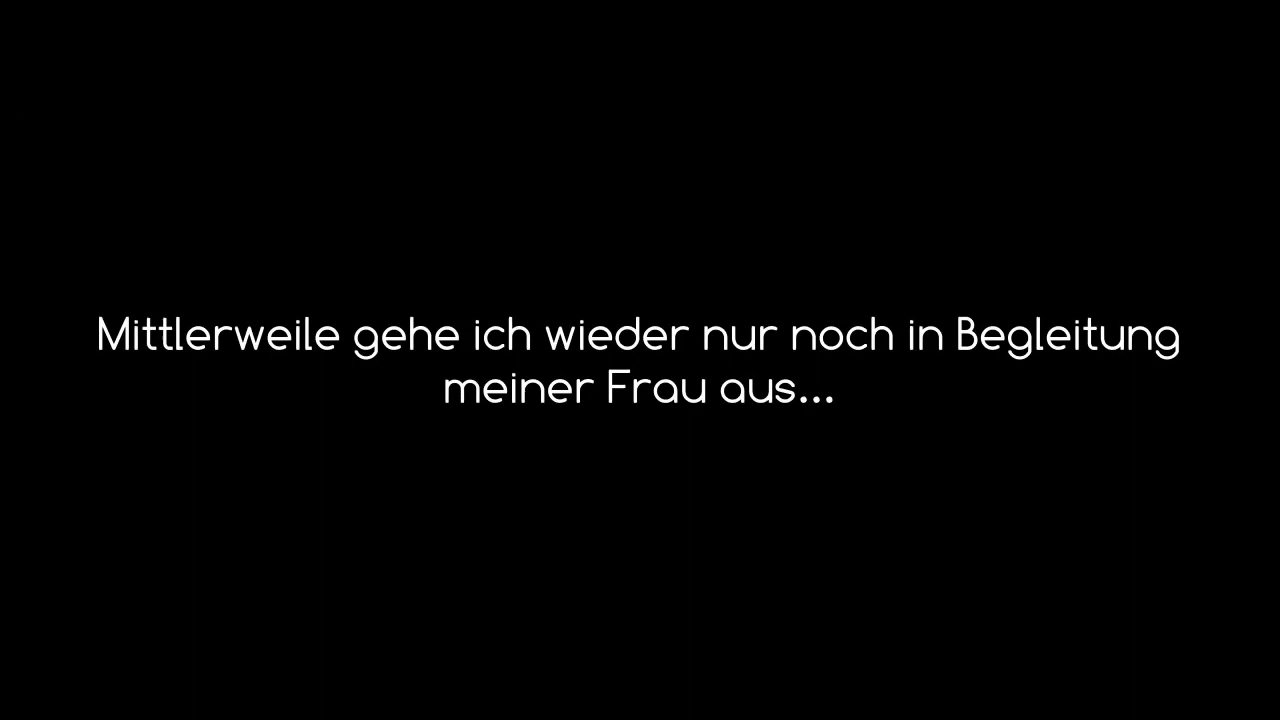 Mittlerweile gehe ich wieder nur noch in Begleitung
meiner Frau aus...